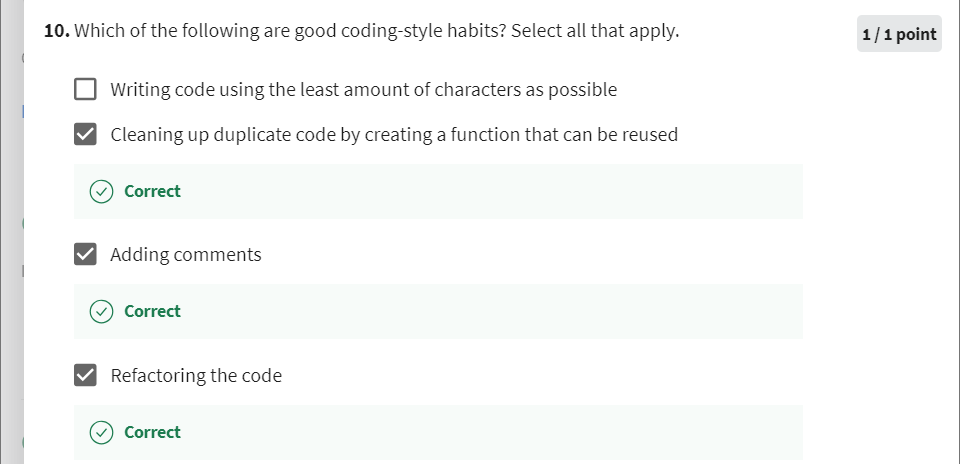 10. Which of the following are good coding-style habits? Select all that apply.
1 / 1 point
Writing code using the least amount of characters as possible
Cleaning up duplicate code by creating a function that can be reused
Correct
Adding comments
Correct
Refactoring the code
Correct